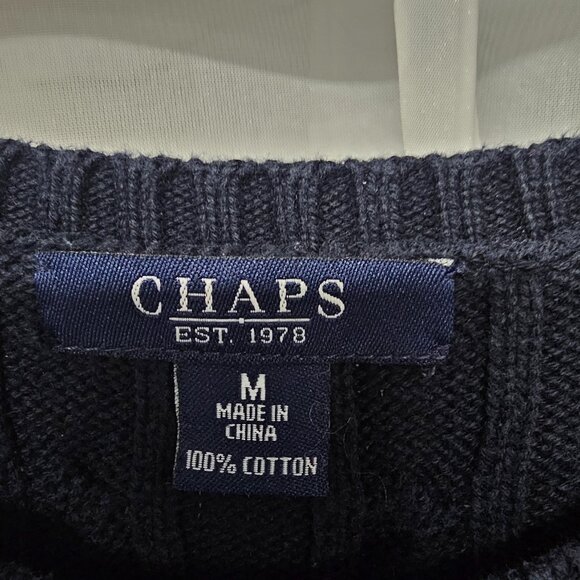 CHAPS
EST. 1978
M
MADE IN
CHINA
100% COTTON